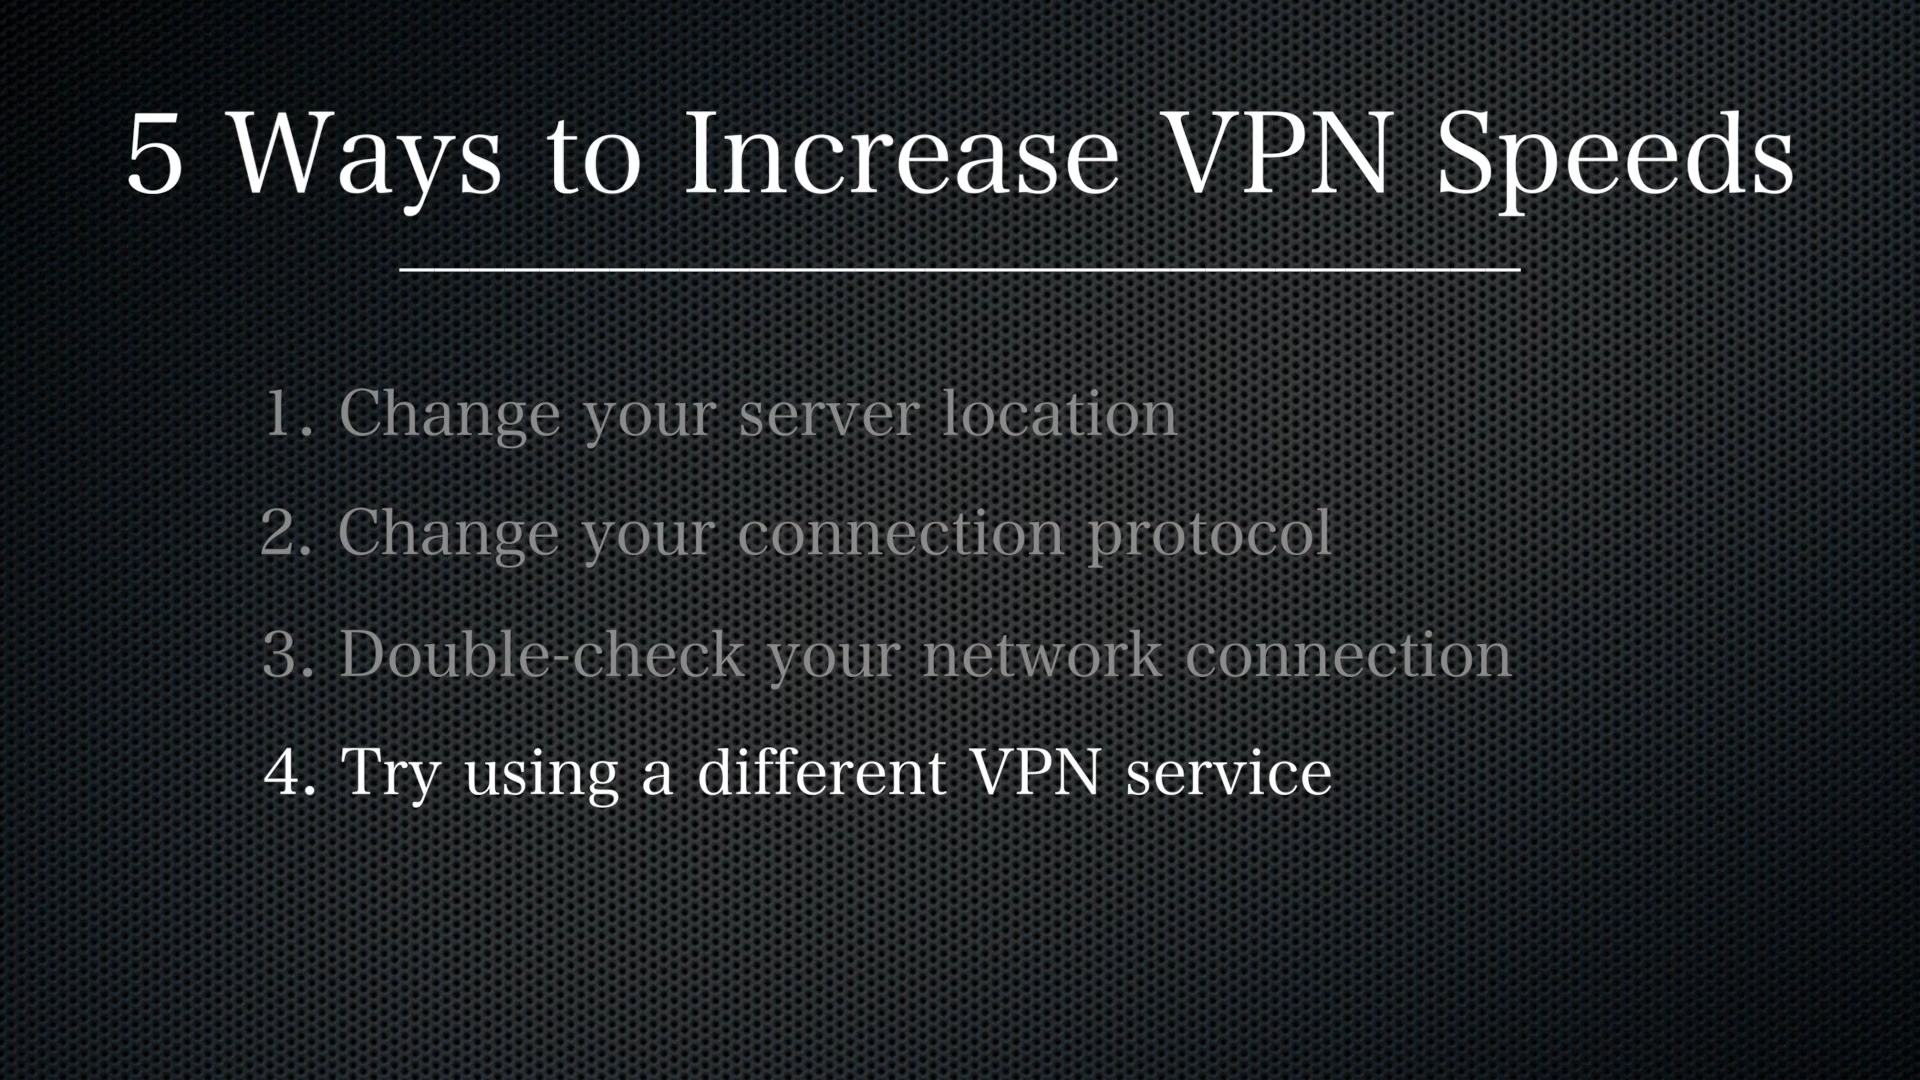 5 Ways to Increase VPN Speeds
1. Change your server location
2. Change your connection protocol
3. Double-check your network connection
4. Try using a different VPN service